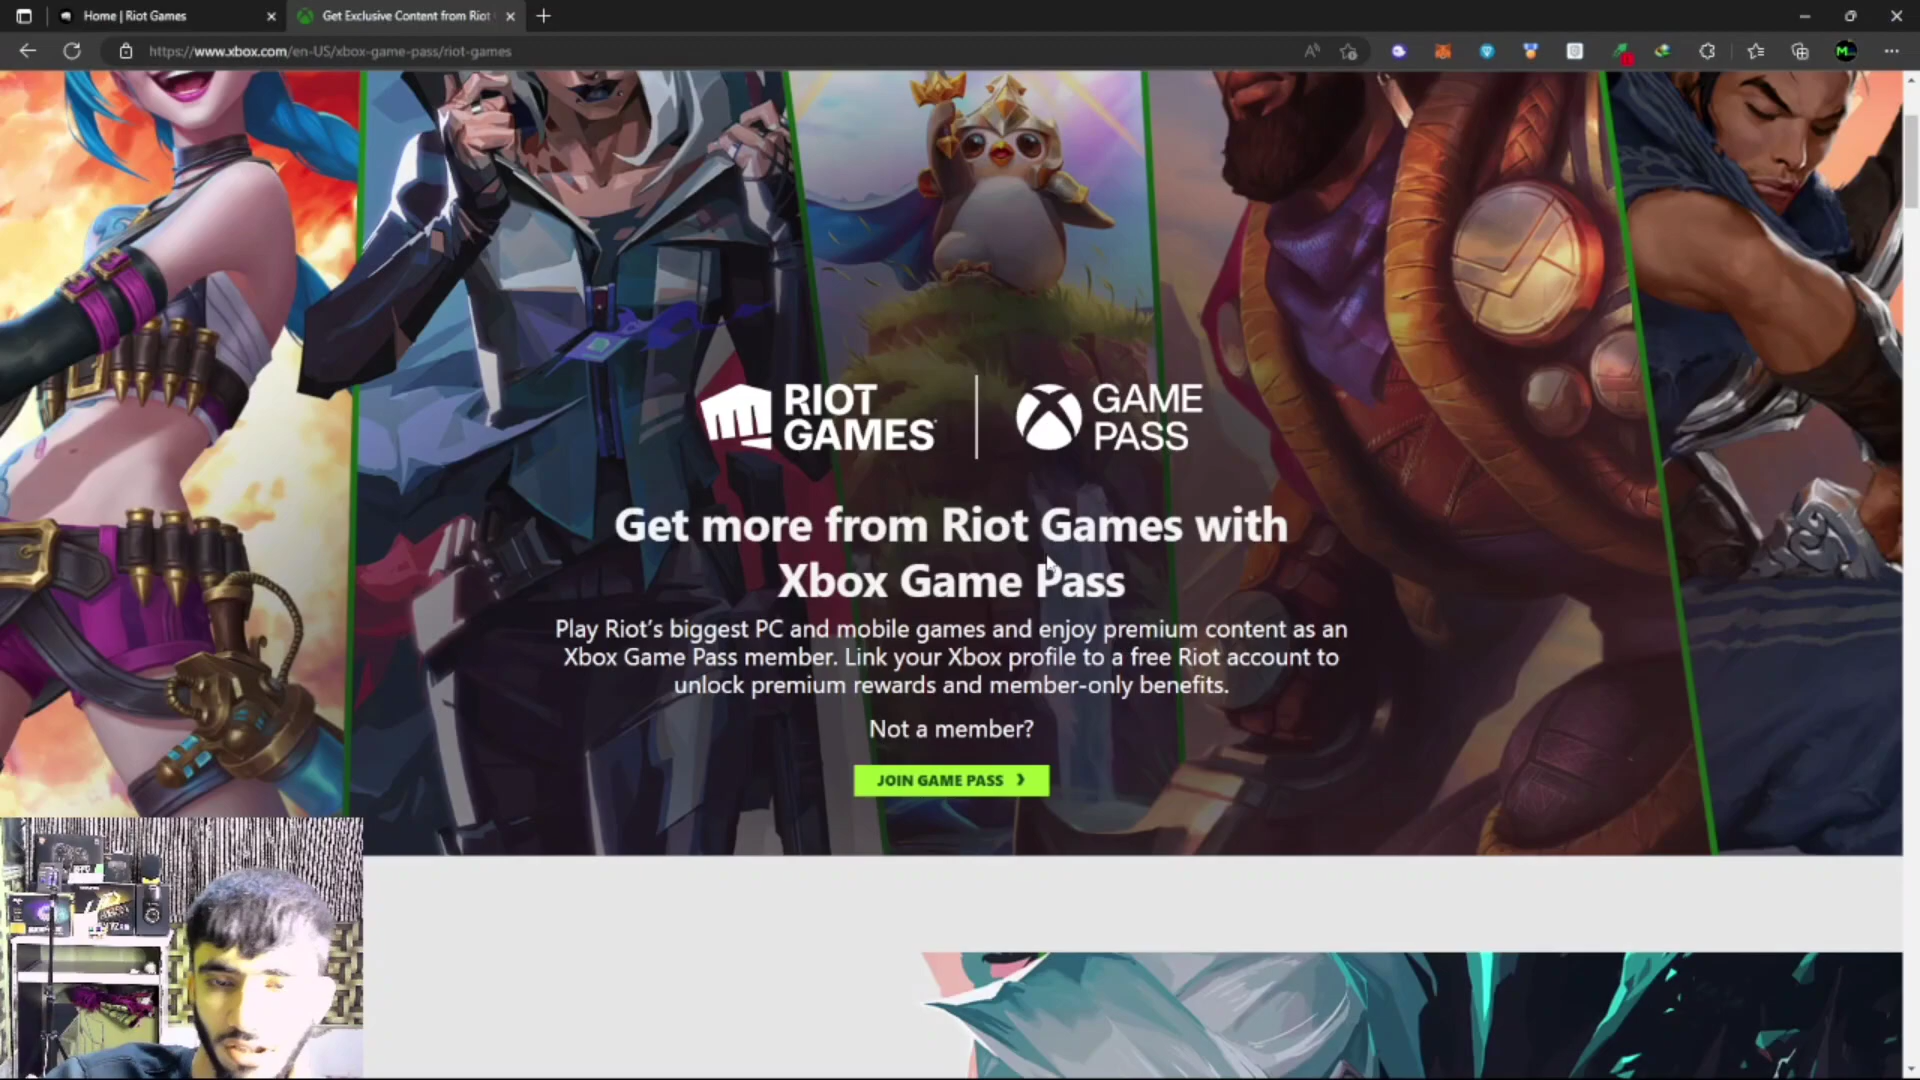 Home | Riot Games
Get Exclusive Content from Riot
https://www.xbox.com/en-US/xbox-game-pass/riot-games
RIOT GAMES
GAME PASS
Get more from Riot Games with
Xbox Game Pass
Play Riot's biggest PC and mobile games and enjoy premium content as an
Xbox Game Pass member. Link your Xbox profile to a free Riot account to
unlock premium rewards and member-only benefits.
Not a member?
JOIN GAME PASS